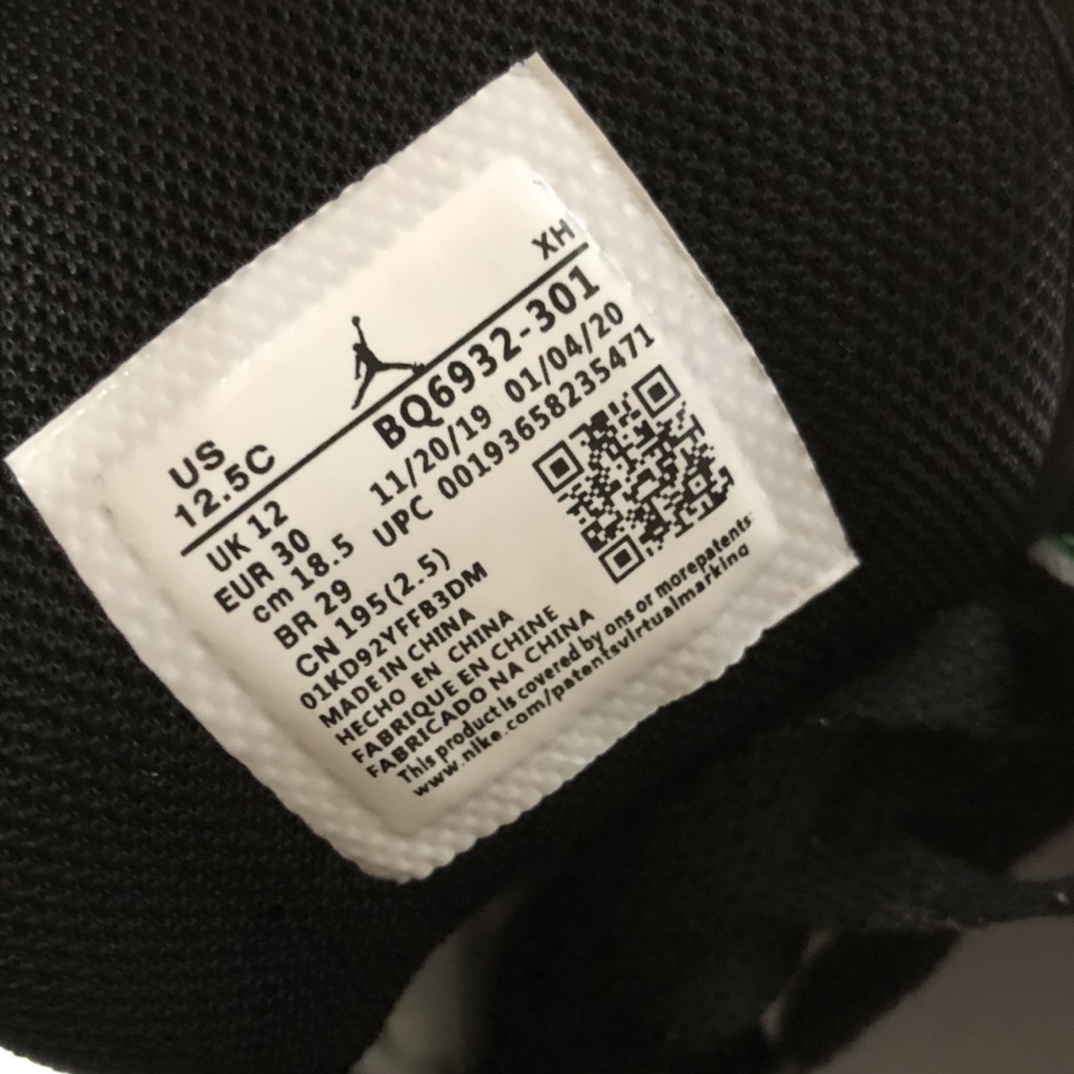 XH
US
12.5C
BQ6932-301
UK 12
11/20/19 01/04/20
EUR 30
UPC 00193658235471
cm 18.5
BR 29
CN 195(2.5)
01KD92YFFB3DM
MADE IN CHINA
HECHO EN CHINA
FABRIQUE EN CHINE
FABRICADO NA CHINA
This product is covered by ons or morepatents:
www.nike.com/patentsvirtualmarking